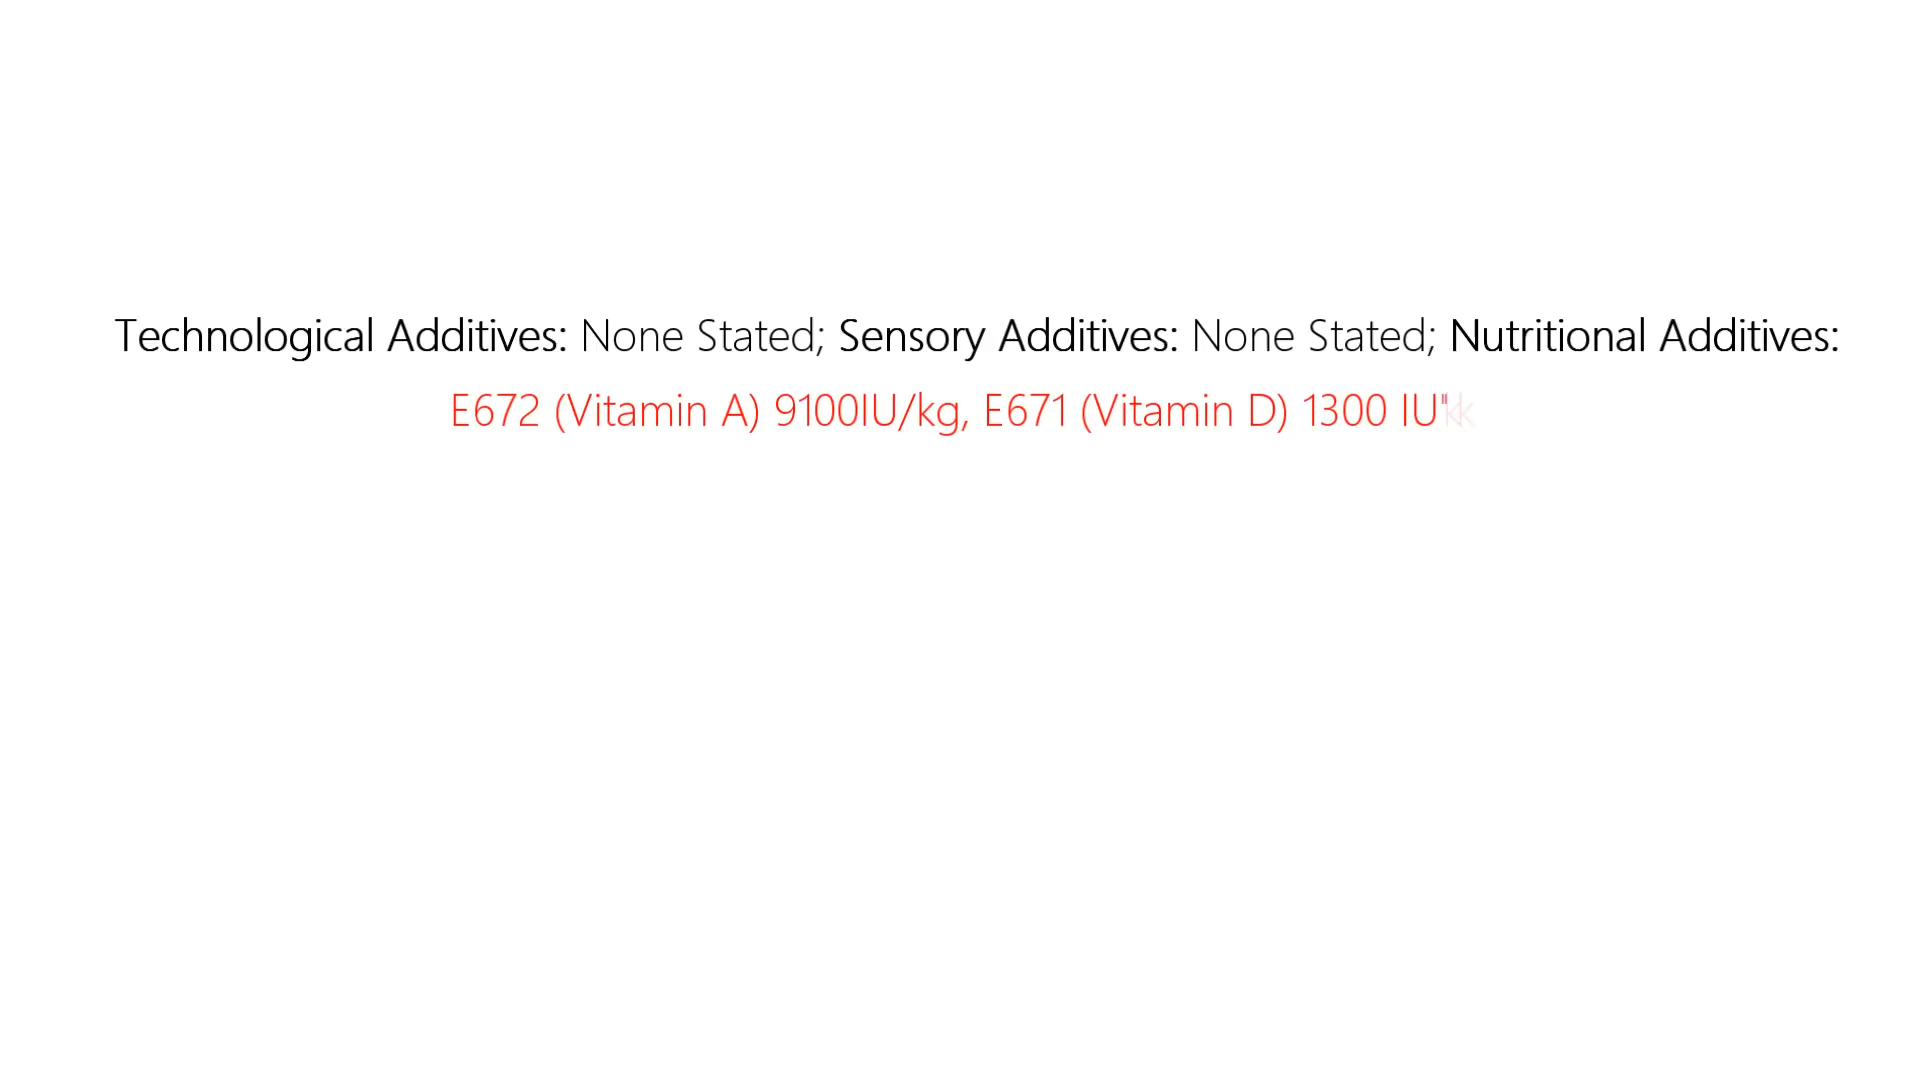 Technological Additives: None Stated; Sensory Additives: None Stated; Nutritional Additives:
E672 (Vitamin A) 9100IU/kg, E671 (Vitamin D) 1300 IU